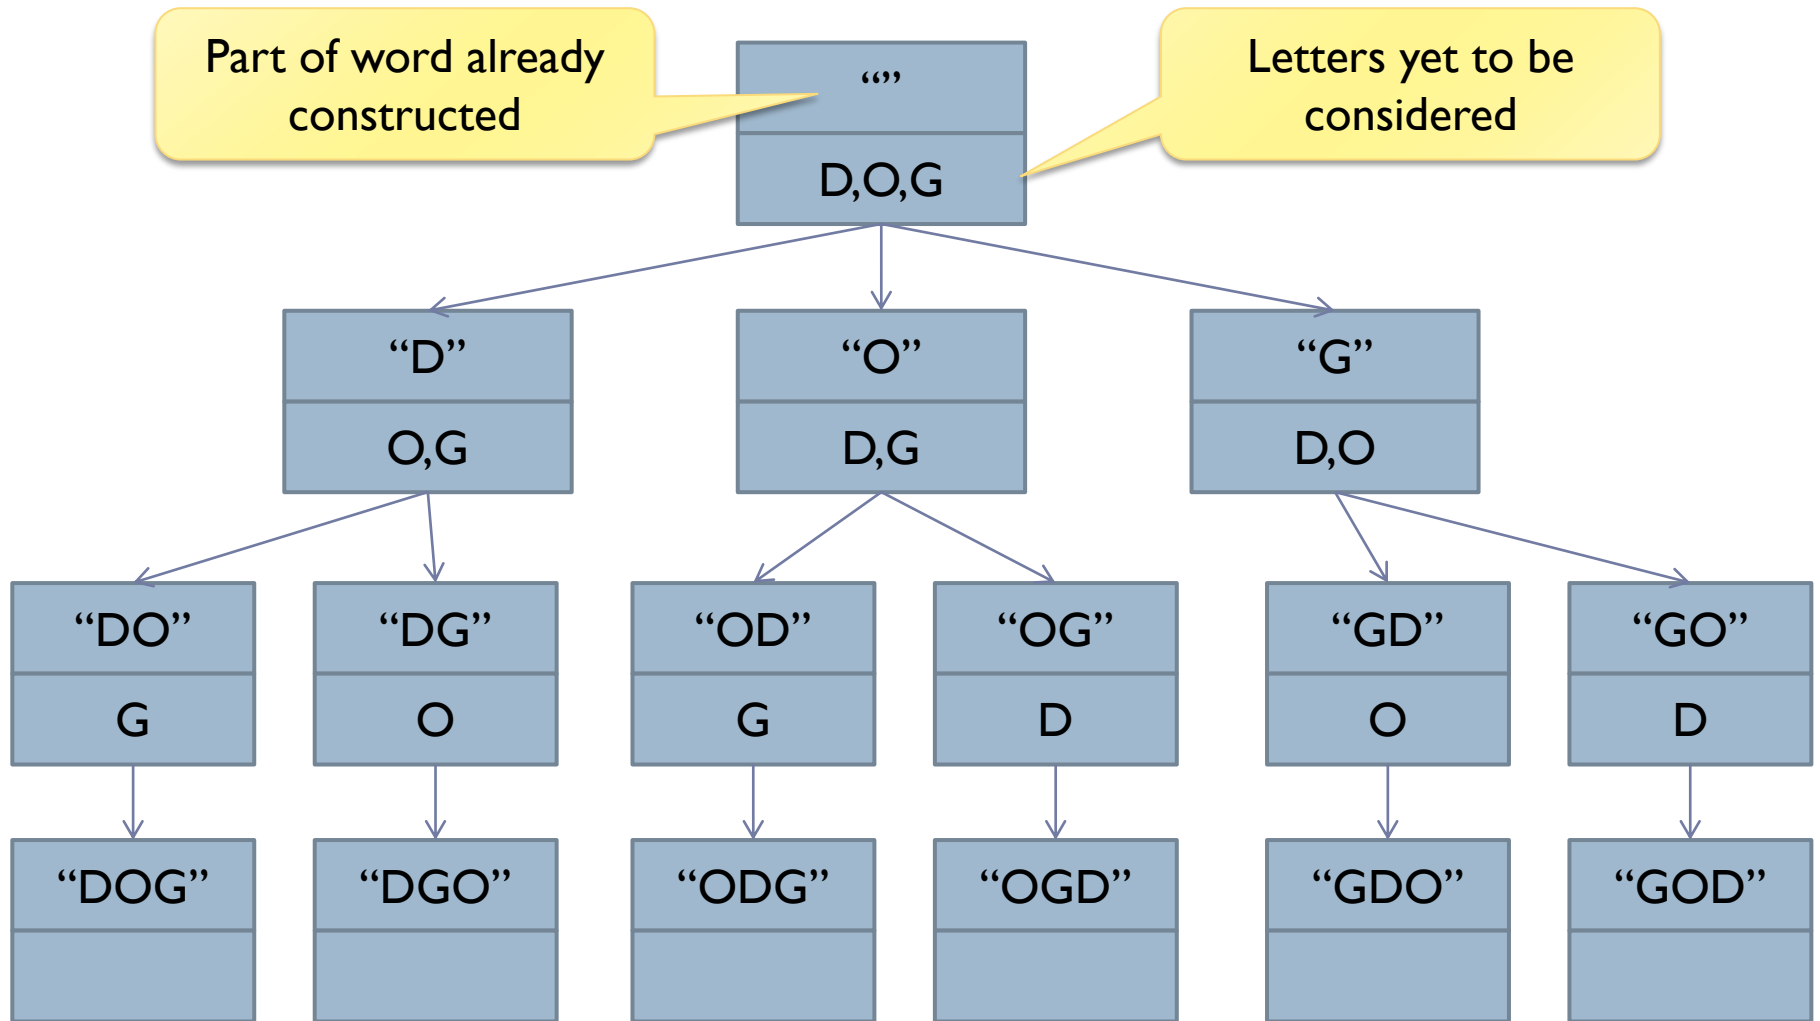 Part of word already
constructed
“”
D,O,G
Letters yet to be
considered
“D”
O,G
“O”
D,G
“G”
D,O
“DO”
G
“DG”
O
“OD”
G
“OG”
D
“GD”
O
“GO”
D
“DOG”
“DGO”
“ODG”
“OGD”
“GDO”
“GOD”